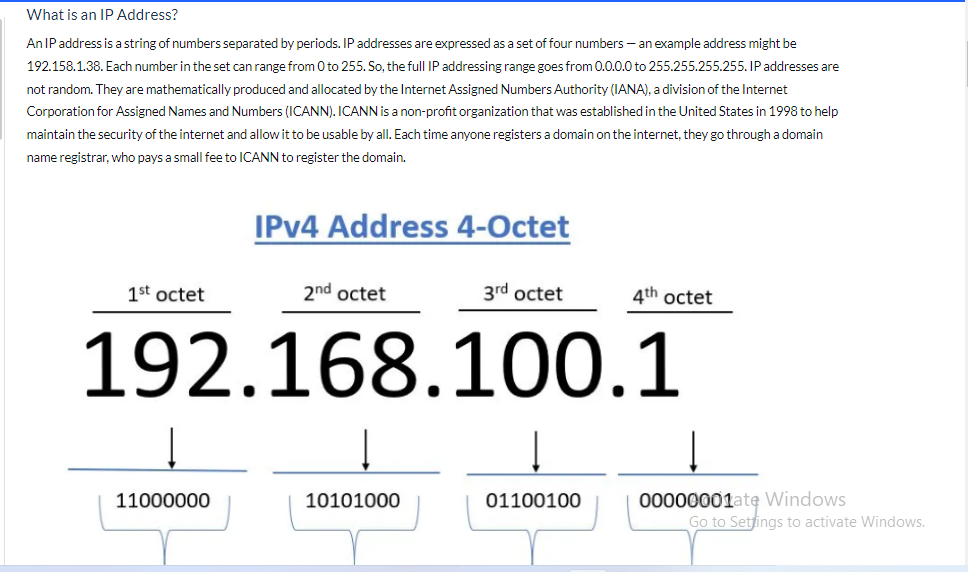 What is an IP Address?
An IP address is a string of numbers separated by periods. IP addresses are expressed as a set of four numbers — an example address might be
192.158.1.38. Each number in the set can range from 0 to 255. So, the full IP addressing range goes from 0.0.0.0 to 255.255.255.255. IP addresses are
not random. They are mathematically produced and allocated by the Internet Assigned Numbers Authority (IANA), a division of the Internet
Corporation for Assigned Names and Numbers (ICANN). ICANN is a non-profit organization that was established in the United States in 1998 to help
maintain the security of the internet and allow it to be usable by all. Each time anyone registers a domain on the internet, they go through a domain
name registrar, who pays a small fee to ICANN to register the domain.
IPv4 Address 4-Octet
1st octet 2nd octet 3rd octet 4th octet
192.168.100.1
11000000 10101000 01100100 00000001
Activate Windows
Go to Settings to activate Windows.